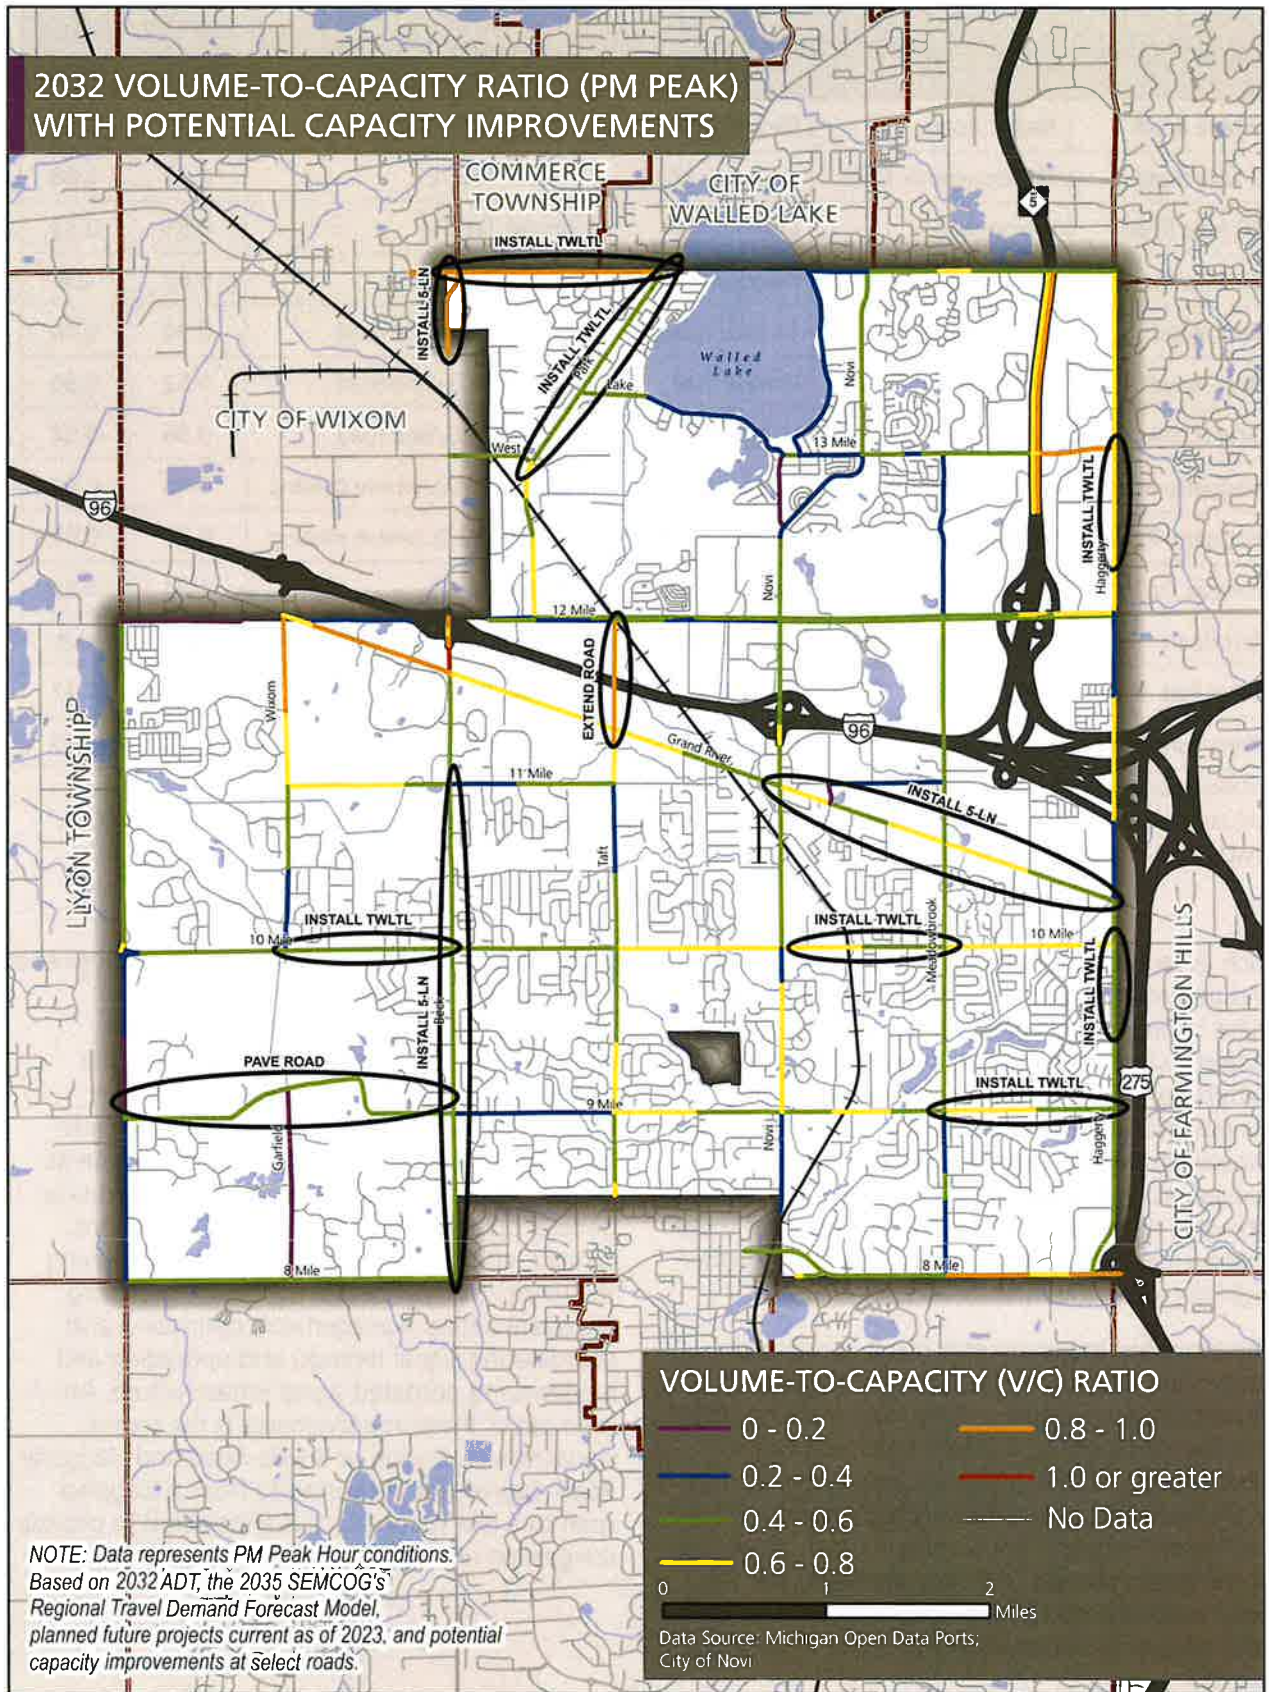 2032 VOLUME-TO-CAPACITY RATIO (PM PEAK)
WITH POTENTIAL CAPACITY IMPROVEMENTS
COMMERCE
TOWNSHIP
CITY OF
WALLED LAKE
5
INSTALL TWLTL
INSTALL 5-LN
INSTALL TWLTL
Park
Lake
Walled
Lake
Novi
CITY OF WIXOM
West
13 Mile
INSTALL TWLTL
Haggerty
96
Novi
12 Mile
EXTEND ROAD
Wixom
LYON TOWNSHIP
96
Grand River
11 Mile
INSTALL 5-LN
Taft
INSTALL TWLTL
INSTALL TWLTL
10 Mile
Meadowbrook
10 Mile
INSTALL TWLTL
CITY OF FARMINGTON HILLS
INSTALL 5-LN
Beck
PAVE ROAD
INSTALL TWLTL
275
9 Mile
Garfield
Novi
Haggerty
8 Mile
8 Mile
VOLUME-TO-CAPACITY (V/C) RATIO
0 - 0.2
0.8 - 1.0
0.2 - 0.4
1.0 or greater
0.4 - 0.6
No Data
0.6 - 0.8
0 1 2
Miles
Data Source: Michigan Open Data Ports;
City of Novi
NOTE: Data represents PM Peak Hour conditions.
Based on 2032 ADT, the 2035 SEMCOG's
Regional Travel Demand Forecast Model,
planned future projects current as of 2023, and potential
capacity improvements at select roads.